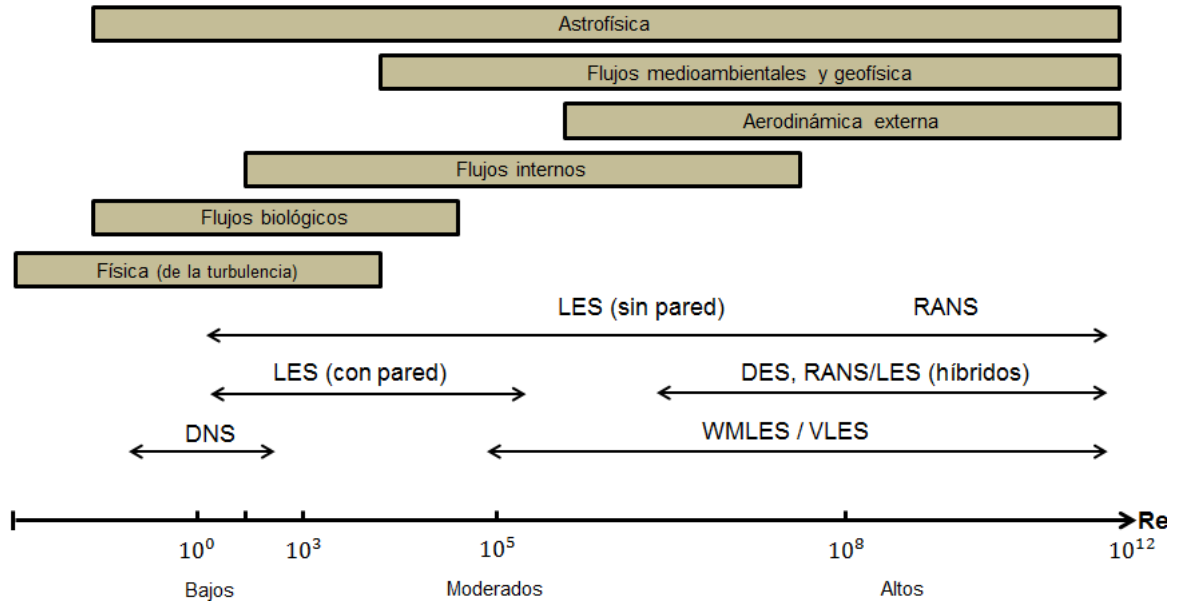 Astrofísica
Flujos medioambientales y geofísica
Aerodinámica externa
Flujos internos
Flujos biológicos
Física (de la turbulencia)
LES (sin pared) RANS
LES (con pared) DES, RANS/LES (híbridos)
DNS WMLES / VLES
Re
10⁰ 10³ 10⁵ 10⁸ 10¹²
Bajos Moderados Altos